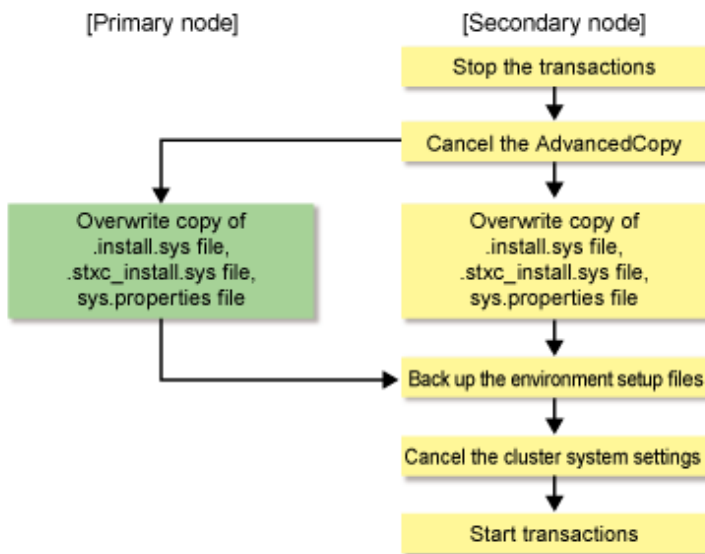 [Primary node]
[Secondary node]
Stop the transactions
Cancel the AdvancedCopy
Overwrite copy of
.install.sys file,
.stxc_install.sys file,
sys.properties file
Overwrite copy of
.install.sys file,
.stxc_install.sys file,
sys.properties file
Back up the environment setup files
Cancel the cluster system settings
Start transactions